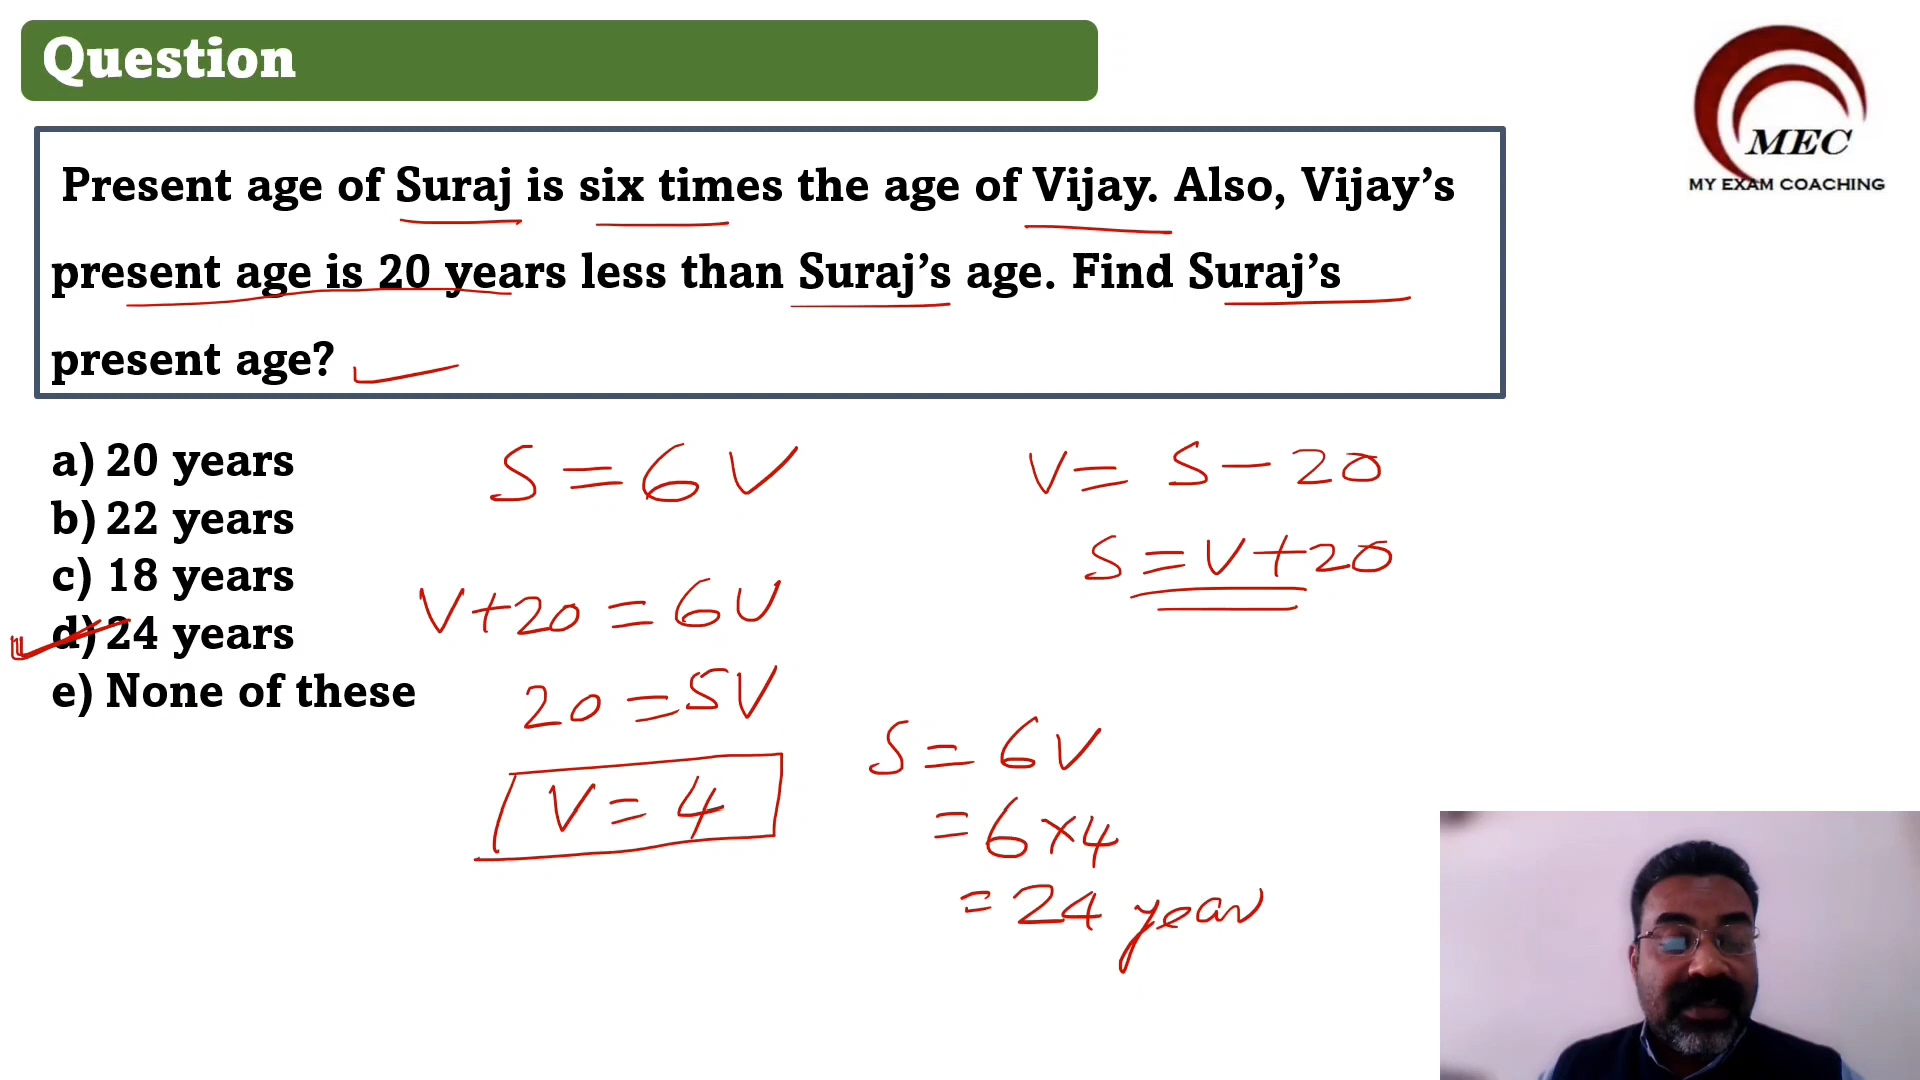 Question
MEC
MY EXAM COACHING
Present age of Suraj is six times the age of Vijay. Also, Vijay’s
present age is 20 years less than Suraj’s age. Find Suraj’s
present age?
a) 20 years
b) 22 years
c) 18 years
d) 24 years
e) None of these
S = 6V
V + 20 = 6V
20 = 5V
V = 4
V = S - 20
S = V + 20
S = 6V
= 6 × 4
= 24 year